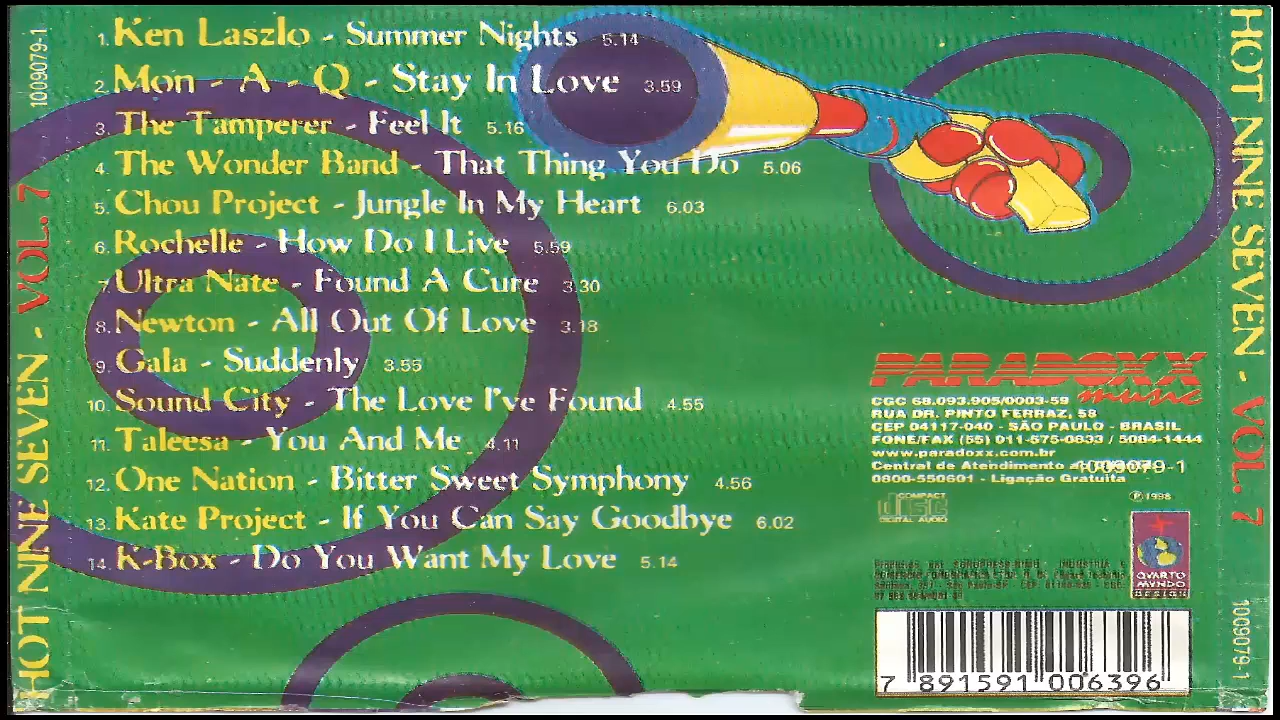 1. Ken Laszlo - Summer Nights 5.14
2. Mon - A - Q - Stay In Love 3.59
3. The Tamperer - Feel It 5.16
4. The Wonder Band - That Thing You Do 5.06
5. Chou Project - Jungle In My Heart 6.03
6. Rochelle - How Do I Live 5.59
7. Ultra Nate - Found A Cure 3.30
8. Newton - All Out Of Love 3.18
9. Gala - Suddenly 3.55
10. Sound City - The Love I've Found 4.55
11. Taleesa - You And Me 4.11
12. One Nation - Bitter Sweet Symphony 4.56
13. Kate Project - If You Can Say Goodbye 6.02
14. K-Box - Do You Want My Love 5.14
1009079-1
HOT NINE SEVEN - VOL. 7
HOT NINE SEVEN - VOL. 7
1009079-1
PARADOXX
music
CGC 68.093.905/0003-59
RUA DR. PINTO FERRAZ, 58
CEP 04117-040 - SÃO PAULO - BRASIL
FONE/FAX (55) 011-575-0833 / 5084-1444
www.paradoxx.com.br
Central de Atendimento ao 1009079-1
0800-550601 - Ligação Gratuita
COMPACT
disc
DIGITAL AUDIO
℗ 1998
QUARTO
MUNDO
DESIGN
7 891591 006396